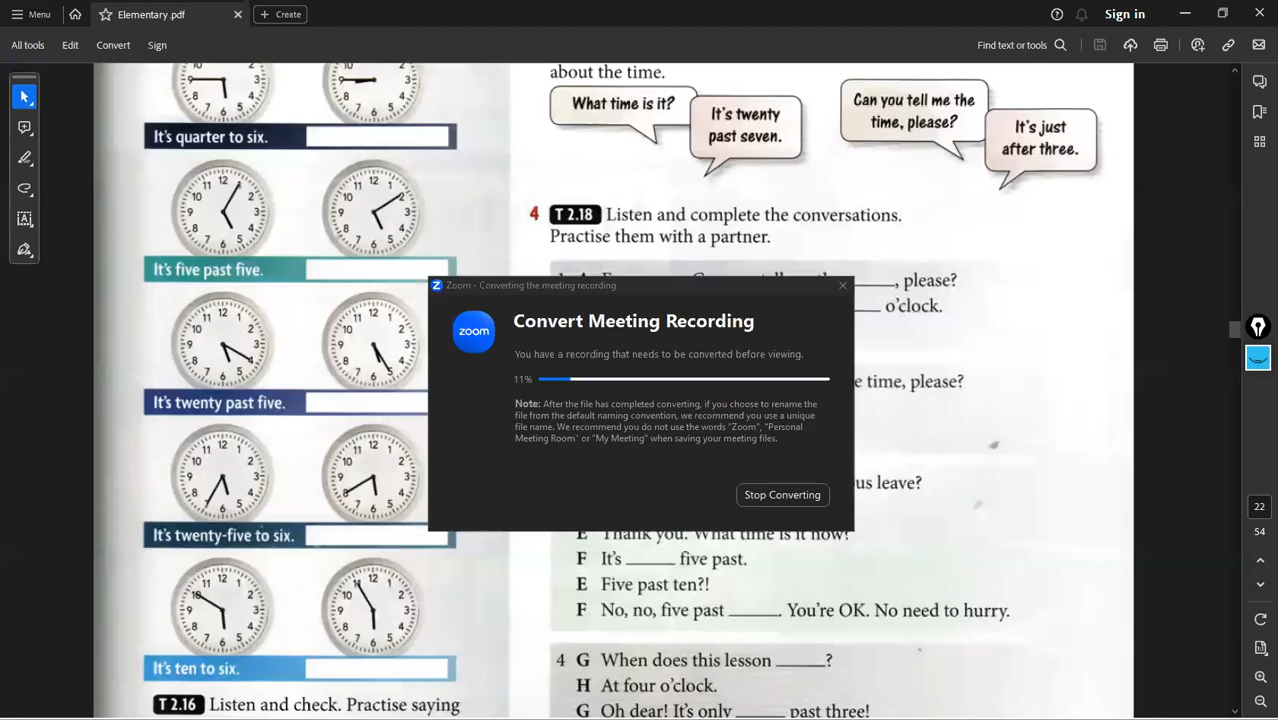 Menu
Elementary .pdf
Create
Sign in
All tools
Edit
Convert
Sign
Find text or tools
about the time.
What time is it?
It's twenty
past seven.
Can you tell me the
time, please?
It's just
after three.
It's quarter to six.
4 T 2.18 Listen and complete the conversations.
Practise them with a partner.
It's five past five.
, please?
o'clock.
Zoom - Converting the meeting recording
zoom
Convert Meeting Recording
You have a recording that needs to be converted before viewing.
11%
Note: After the file has completed converting, if you choose to rename the
file from the default naming convention, we recommend you use a unique
file name. We recommend you do not use the words "Zoom", "Personal
Meeting Room" or "My Meeting" when saving your meeting files.
Stop Converting
It's twenty past five.
e time, please?
us leave?
It's twenty-five to six.
E Thank you. What time is it now?
F It's ______ five past.
E Five past ten?!
F No, no, five past ______. You're OK. No need to hurry.
It's ten to six.
4 G When does this lesson ______?
H At four o'clock.
G Oh dear! It's only ______ past three!
T 2.16 Listen and check. Practise saying
22
54